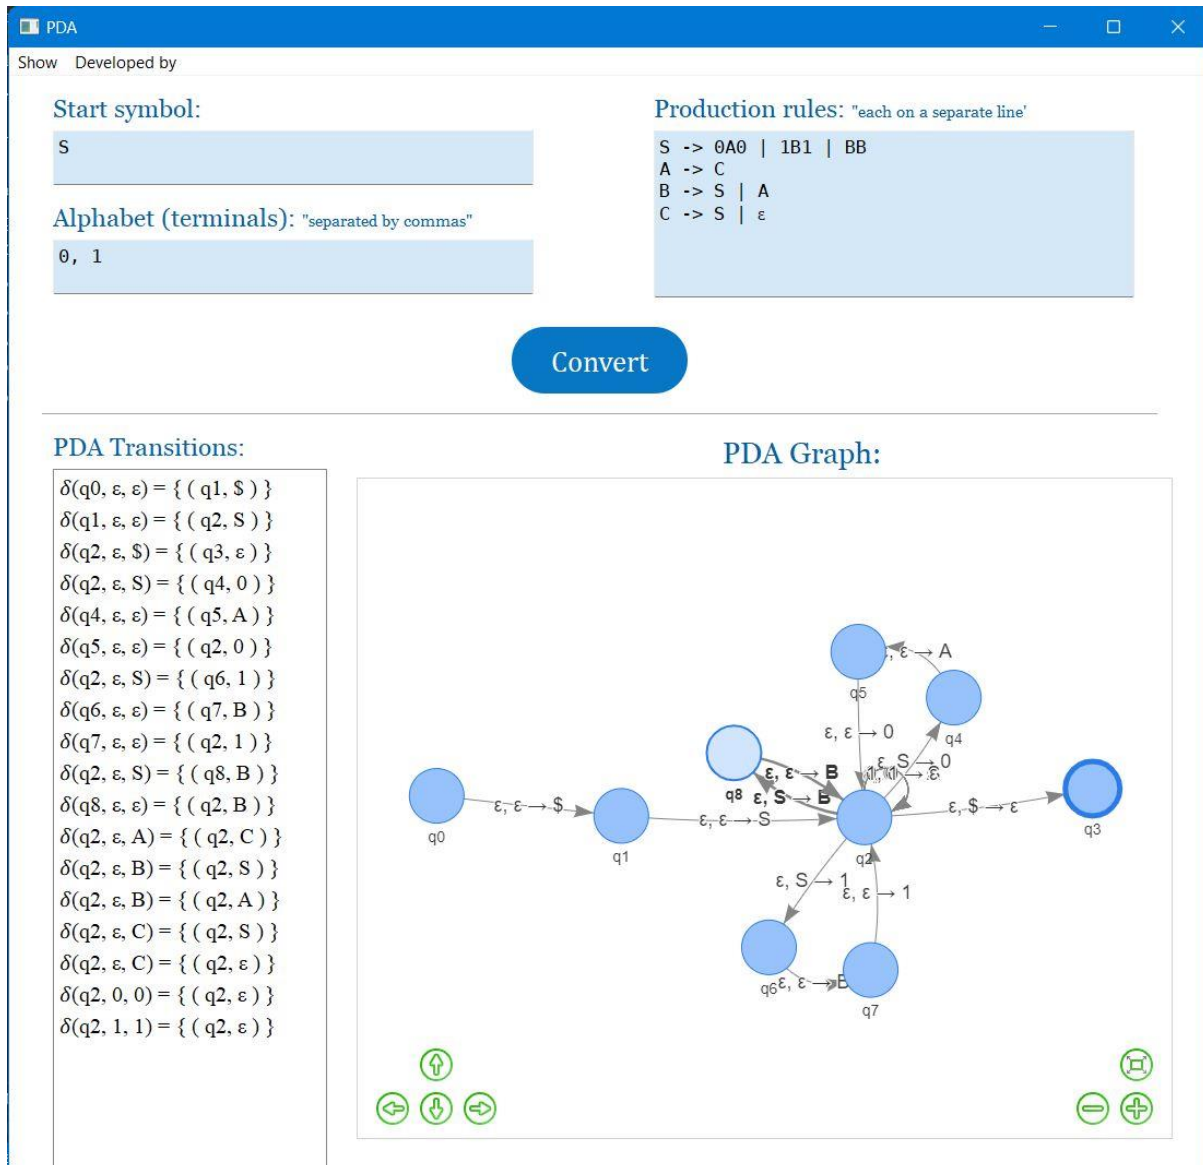 PDA
Show Developed by
Start symbol:
S
Alphabet (terminals): "separated by commas"
0, 1
Production rules: "each on a separate line'
S -> 0A0 | 1B1 | BB
A -> C
B -> S | A
C -> S | ε
Convert
PDA Transitions:
δ(q0, ε, ε) = { ( q1, $ ) }
δ(q1, ε, ε) = { ( q2, S ) }
δ(q2, ε, $) = { ( q3, ε ) }
δ(q2, ε, S) = { ( q4, 0 ) }
δ(q4, ε, ε) = { ( q5, A ) }
δ(q5, ε, ε) = { ( q2, 0 ) }
δ(q2, ε, S) = { ( q6, 1 ) }
δ(q6, ε, ε) = { ( q7, B ) }
δ(q7, ε, ε) = { ( q2, 1 ) }
δ(q2, ε, S) = { ( q8, B ) }
δ(q8, ε, ε) = { ( q2, B ) }
δ(q2, ε, A) = { ( q2, C ) }
δ(q2, ε, B) = { ( q2, S ) }
δ(q2, ε, B) = { ( q2, A ) }
δ(q2, ε, C) = { ( q2, S ) }
δ(q2, ε, C) = { ( q2, ε ) }
δ(q2, 0, 0) = { ( q2, ε ) }
δ(q2, 1, 1) = { ( q2, ε ) }
PDA Graph:
ε, ε → A
q5
q4
ε, ε → 0
ε, S → 0
ε, ε → B
q8
ε, S → B
ε, ε → $
q0
ε, ε → S
q1
q2
ε, $ → ε
q3
ε, S → 1
ε, ε → 1
q6
ε, ε → B
q7